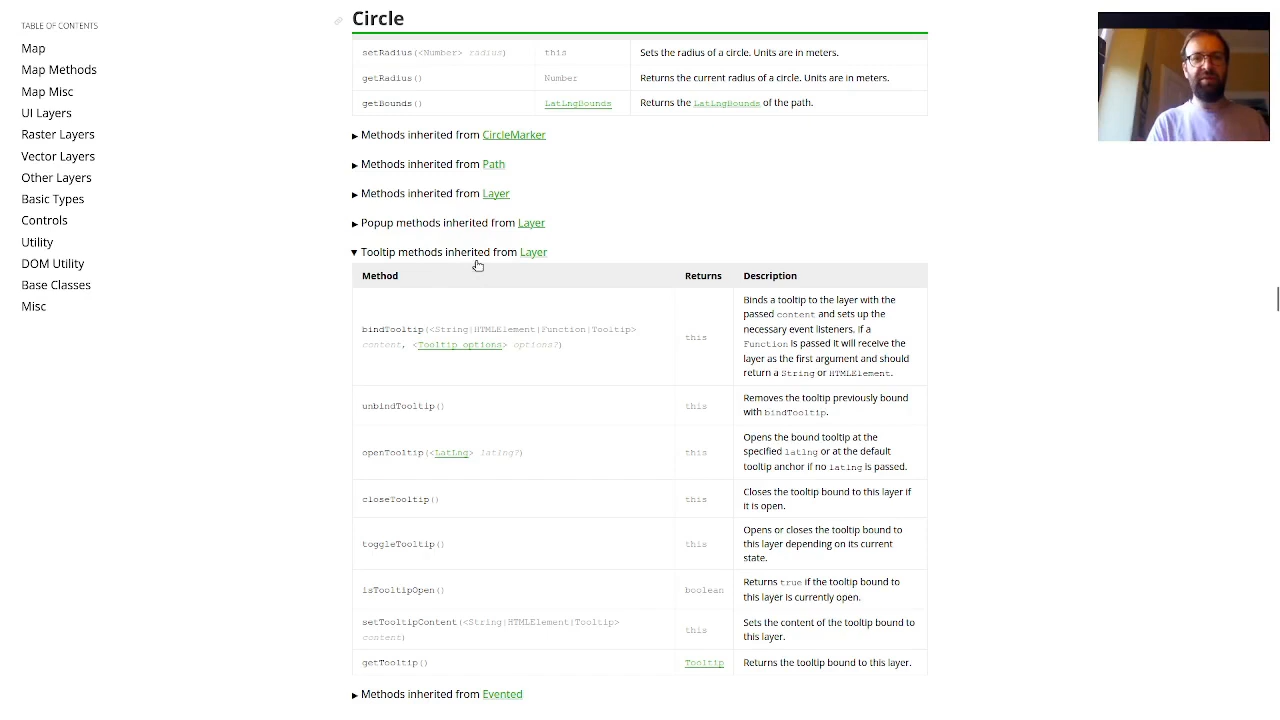 TABLE OF CONTENTS
Map
Map Methods
Map Misc
UI Layers
Raster Layers
Vector Layers
Other Layers
Basic Types
Controls
Utility
DOM Utility
Base Classes
Misc
Circle
setRadius(<Number> radius) this Sets the radius of a circle. Units are in meters.
getRadius() Number Returns the current radius of a circle. Units are in meters.
getBounds() LatLngBounds Returns the LatLngBounds of the path.
▶ Methods inherited from CircleMarker
▶ Methods inherited from Path
▶ Methods inherited from Layer
▶ Popup methods inherited from Layer
▼ Tooltip methods inherited from Layer
Method Returns Description
bindTooltip(<String|HTMLElement|Function|Tooltip>
content, <Tooltip options> options?)
this
Binds a tooltip to the layer with the
passed content and sets up the
necessary event listeners. If a
Function is passed it will receive the
layer as the first argument and should
return a String or HTMLElement.
unbindTooltip()
this
Removes the tooltip previously bound
with bindTooltip.
openTooltip(<LatLng> latlng?)
this
Opens the bound tooltip at the
specified latlng or at the default
tooltip anchor if no latlng is passed.
closeTooltip()
this
Closes the tooltip bound to this layer if
it is open.
toggleTooltip()
this
Opens or closes the tooltip bound to
this layer depending on its current
state.
isTooltipOpen()
boolean
Returns true if the tooltip bound to
this layer is currently open.
setTooltipContent(<String|HTMLElement|Tooltip>
content)
this
Sets the content of the tooltip bound to
this layer.
getTooltip() Tooltip Returns the tooltip bound to this layer.
▶ Methods inherited from Evented